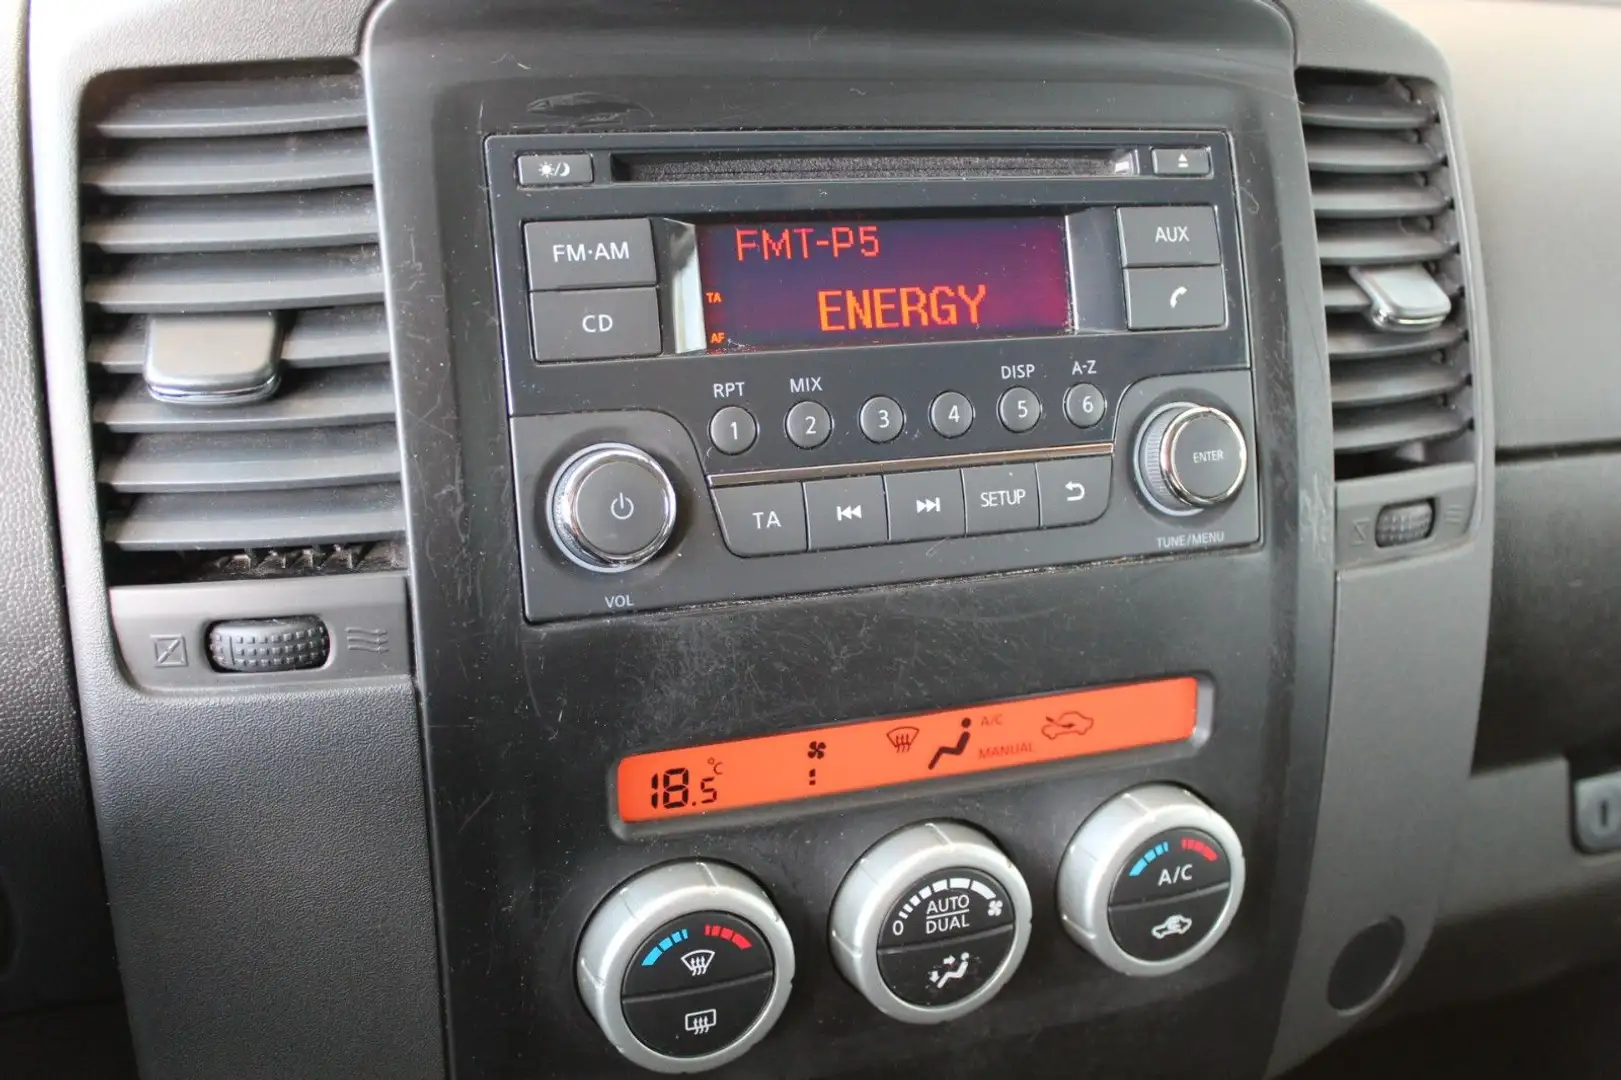 FM·AM
CD
FMT-P5
TA
AF
ENERGY
AUX
RPT
MIX
DISP
A-Z
1
2
3
4
5
6
TA
SETUP
ENTER
VOL
TUNE/MENU
18.5°C
A/C
MANUAL
0
AUTO
DUAL
A/C